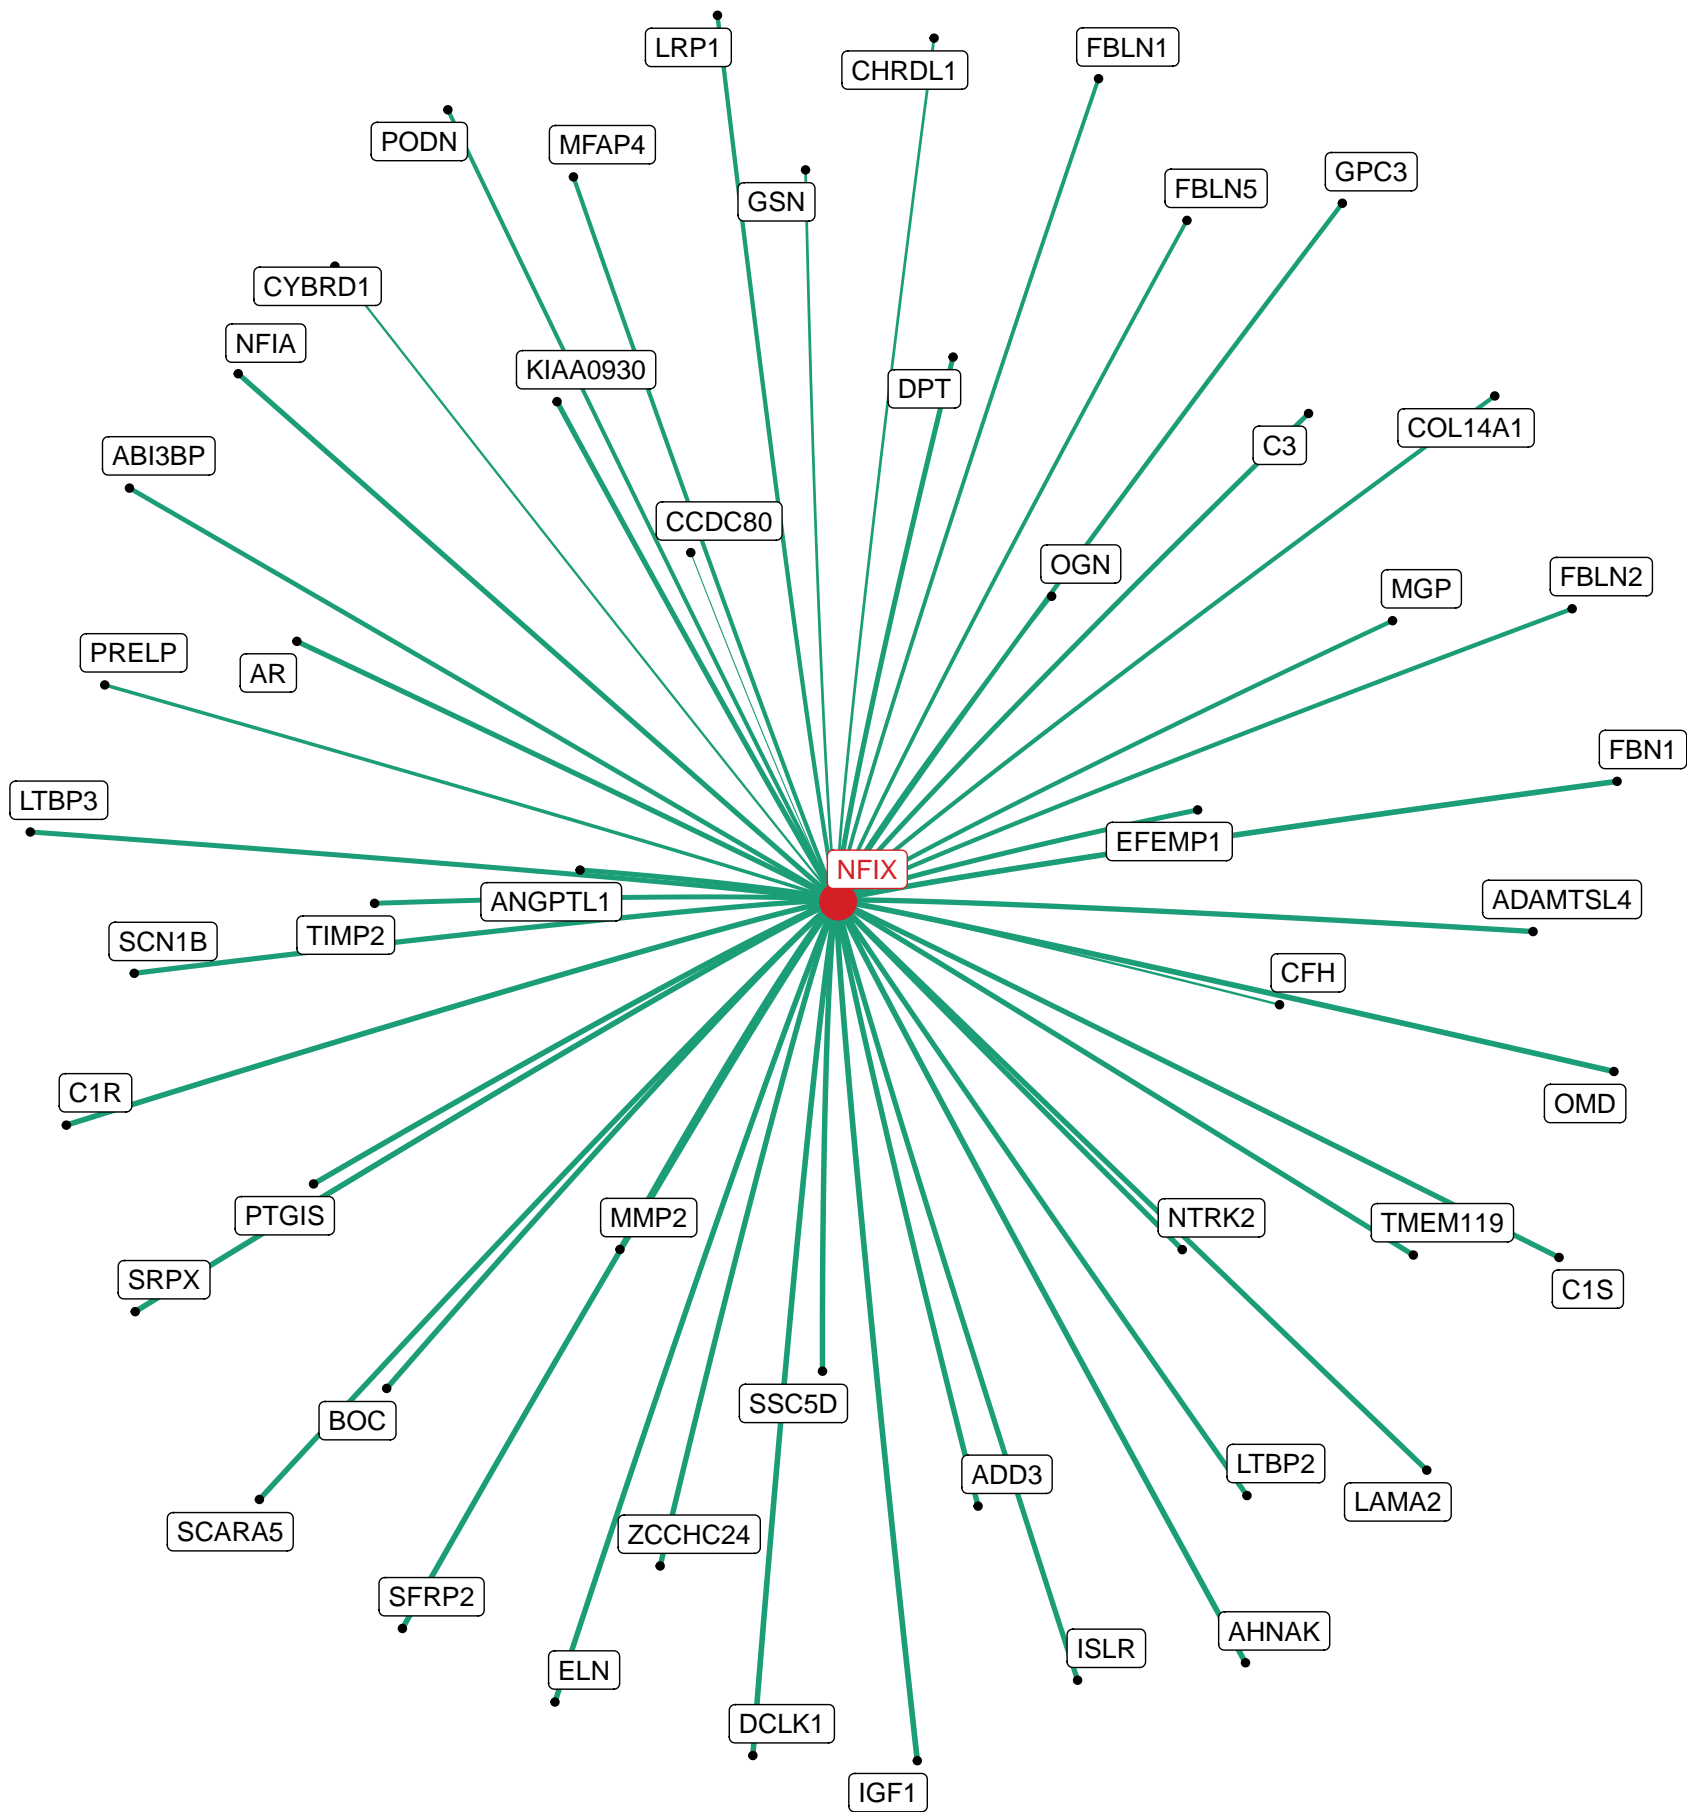 LRP1
CHRDL1
FBLN1
PODN
MFAP4
GSN
FBLN5
GPC3
CYBRD1
NFIA
KIAA0930
DPT
C3
COL14A1
ABI3BP
CCDC80
OGN
MGP
FBLN2
PRELP
AR
FBN1
LTBP3
EFEMP1
NFIX
ANGPTL1
ADAMTSL4
SCN1B
TIMP2
CFH
C1R
OMD
PTGIS
MMP2
NTRK2
TMEM119
SRPX
C1S
BOC
SSC5D
ADD3
LTBP2
LAMA2
SCARA5
ZCCHC24
SFRP2
AHNAK
ISLR
ELN
DCLK1
IGF1